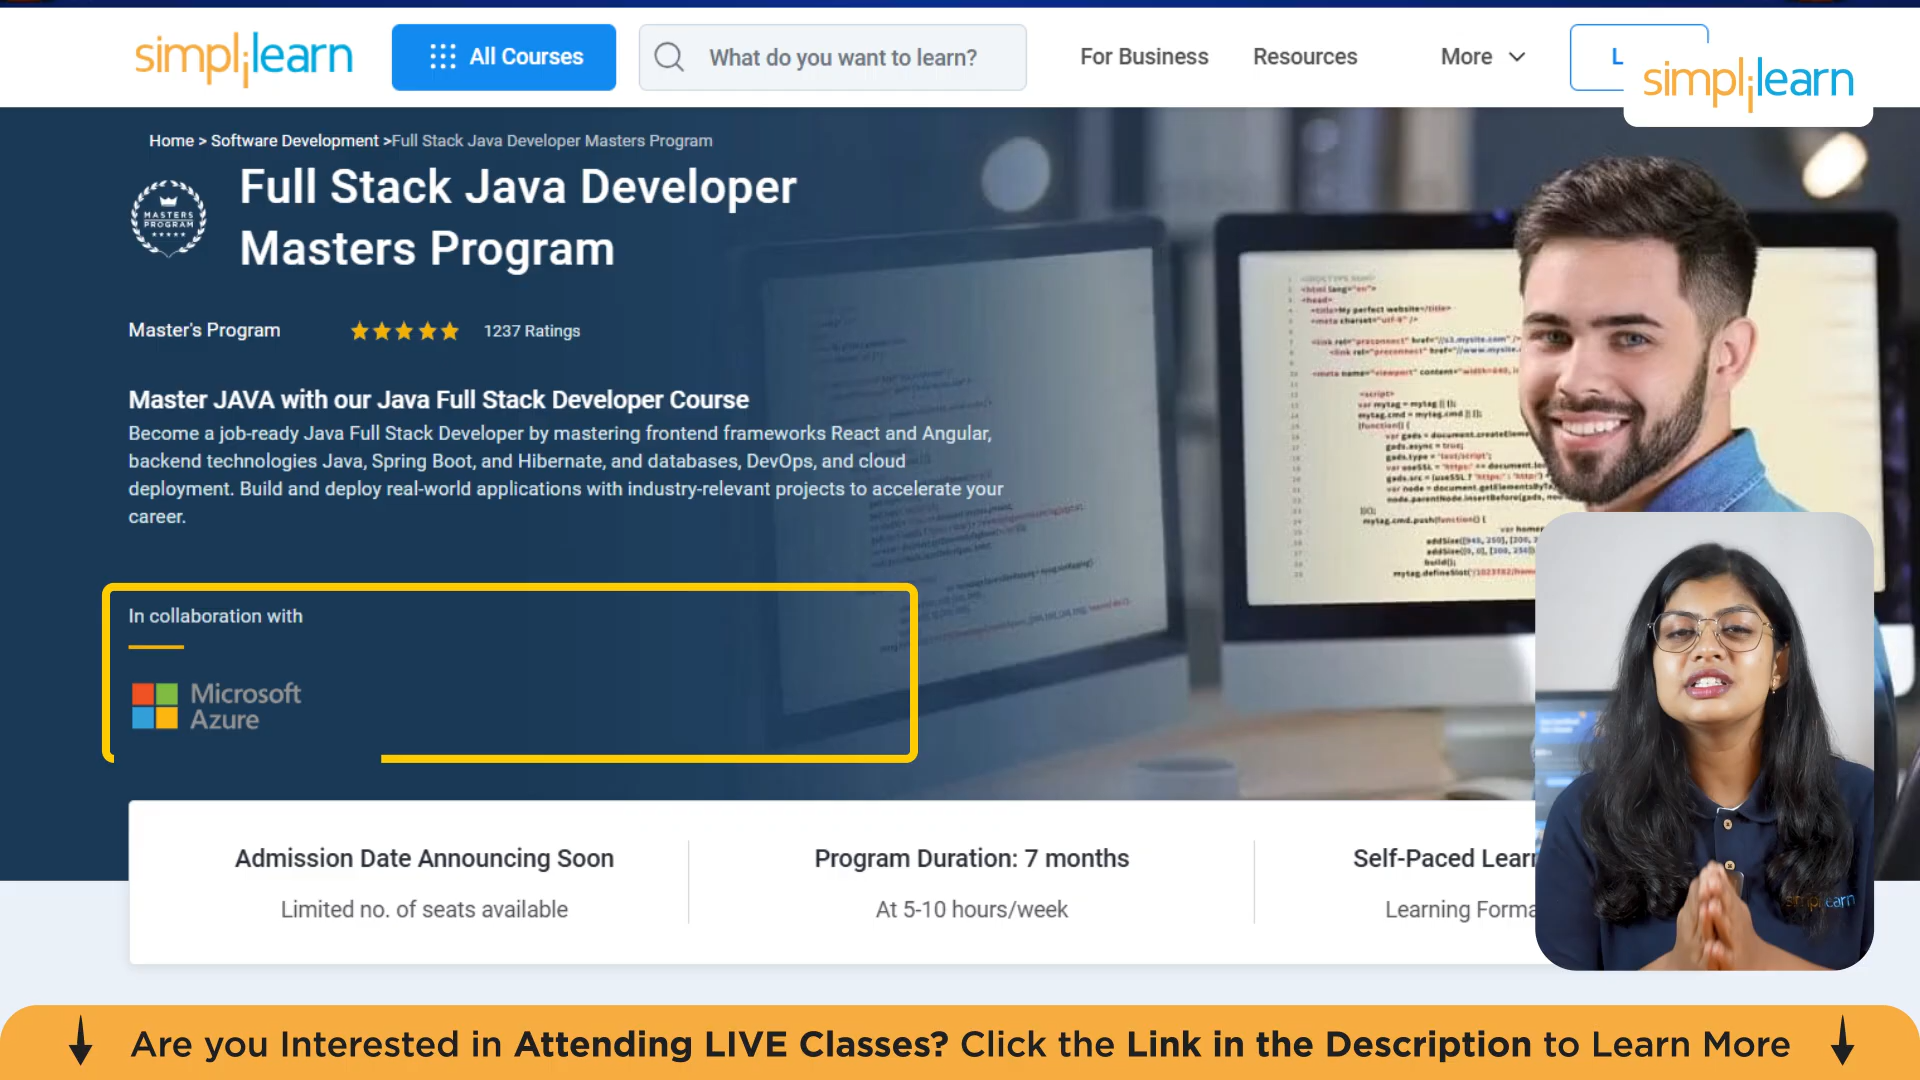 simplilearn
All Courses
What do you want to learn?
For Business
Resources
More
L
simplilearn
Home > Software Development >Full Stack Java Developer Masters Program
MASTERS
PROGRAM
Full Stack Java Developer
Masters Program
Master's Program
1237 Ratings
Master JAVA with our Java Full Stack Developer Course
Become a job-ready Java Full Stack Developer by mastering frontend frameworks React and Angular,
backend technologies Java, Spring Boot, and Hibernate, and databases, DevOps, and cloud
deployment. Build and deploy real-world applications with industry-relevant projects to accelerate your
career.
In collaboration with
Microsoft
Azure
Admission Date Announcing Soon
Limited no. of seats available
Program Duration: 7 months
At 5-10 hours/week
Self-Paced Lear
Learning Forma
simplilearn
Are you Interested in Attending LIVE Classes? Click the Link in the Description to Learn More